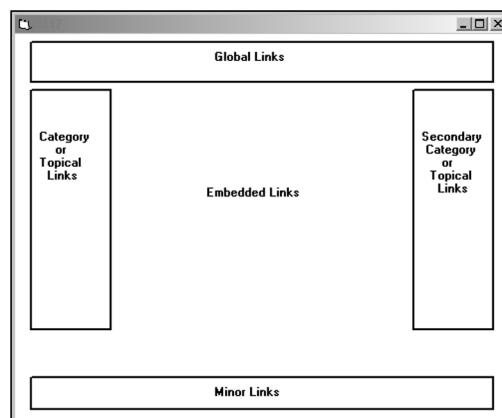 Global Links
Category
or
Topical
Links
Embedded Links
Secondary
Category
or
Topical
Links
Minor Links